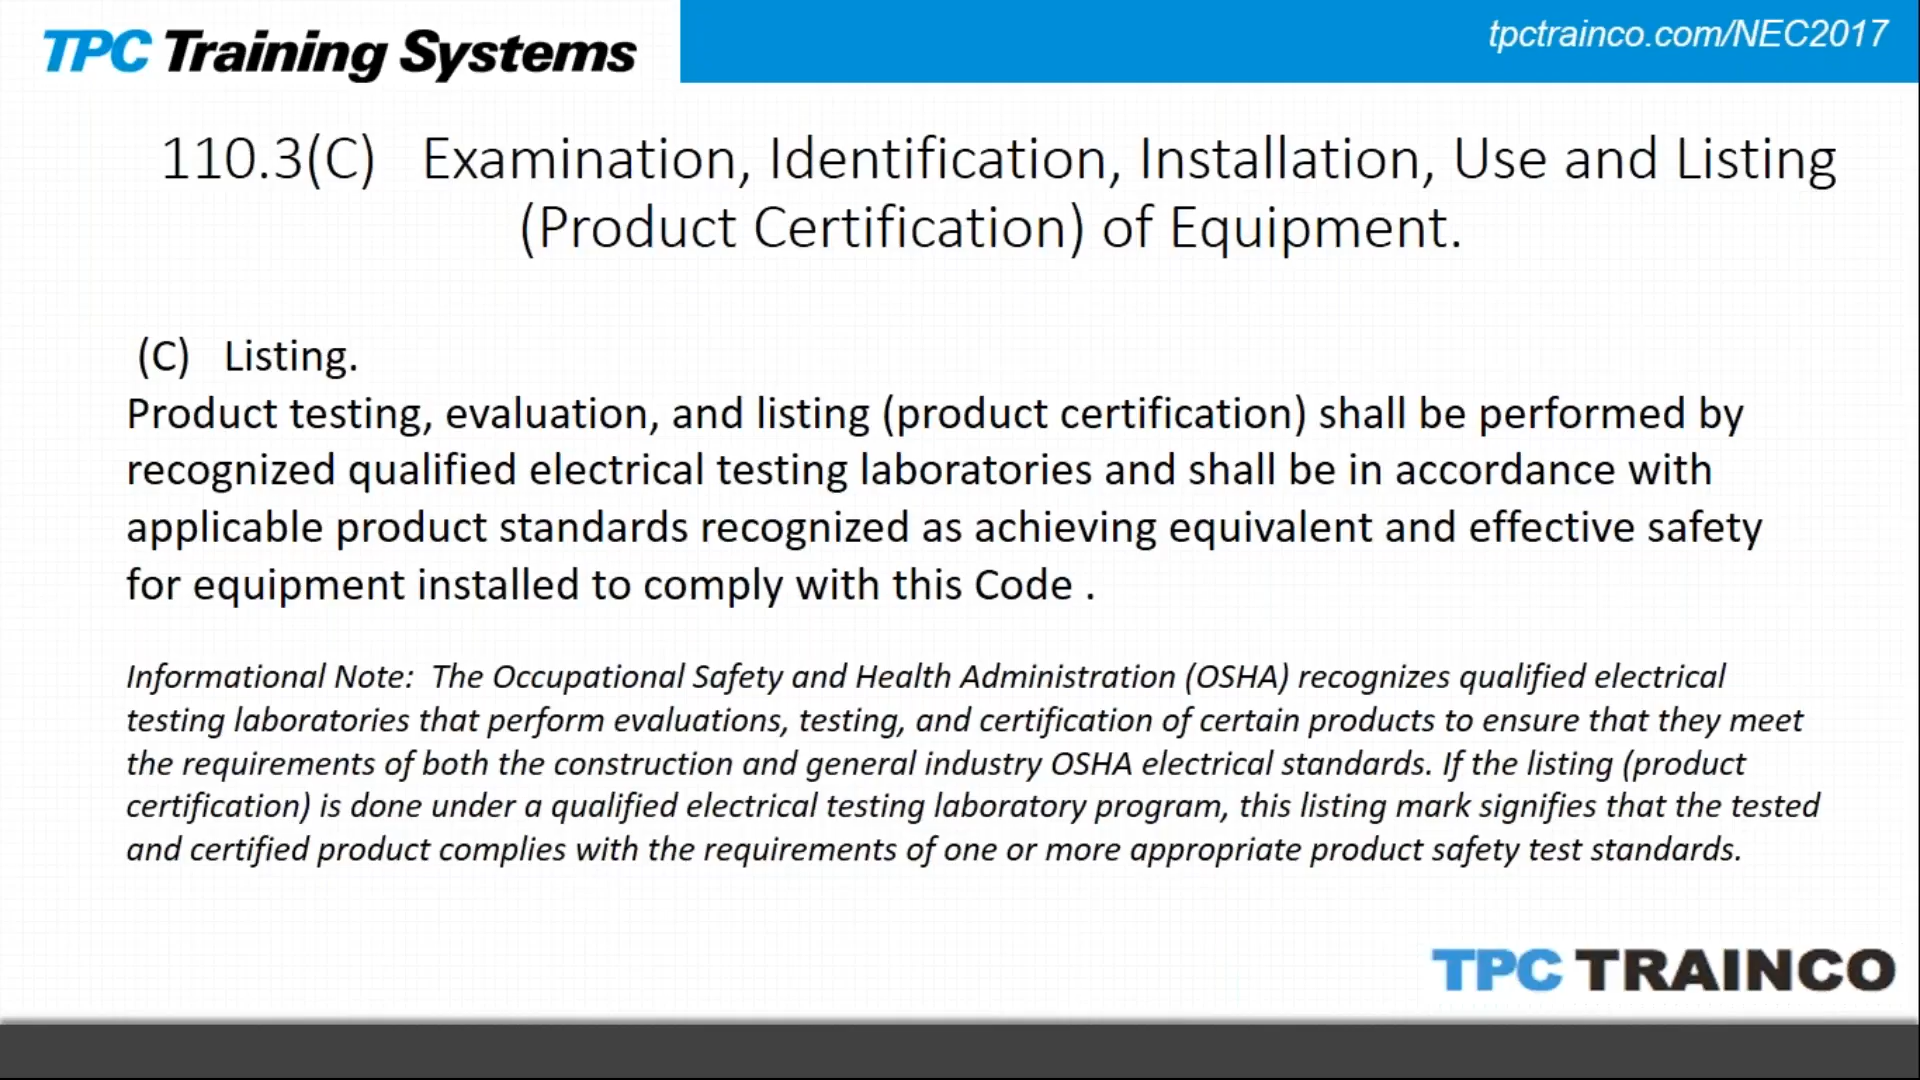 TPC Training Systems
tpctrainco.com/NEC2017
110.3(C) Examination, Identification, Installation, Use and Listing
(Product Certification) of Equipment.
(C) Listing.
Product testing, evaluation, and listing (product certification) shall be performed by
recognized qualified electrical testing laboratories and shall be in accordance with
applicable product standards recognized as achieving equivalent and effective safety
for equipment installed to comply with this Code .
Informational Note: The Occupational Safety and Health Administration (OSHA) recognizes qualified electrical
testing laboratories that perform evaluations, testing, and certification of certain products to ensure that they meet
the requirements of both the construction and general industry OSHA electrical standards. If the listing (product
certification) is done under a qualified electrical testing laboratory program, this listing mark signifies that the tested
and certified product complies with the requirements of one or more appropriate product safety test standards.
TPC TRAINCO